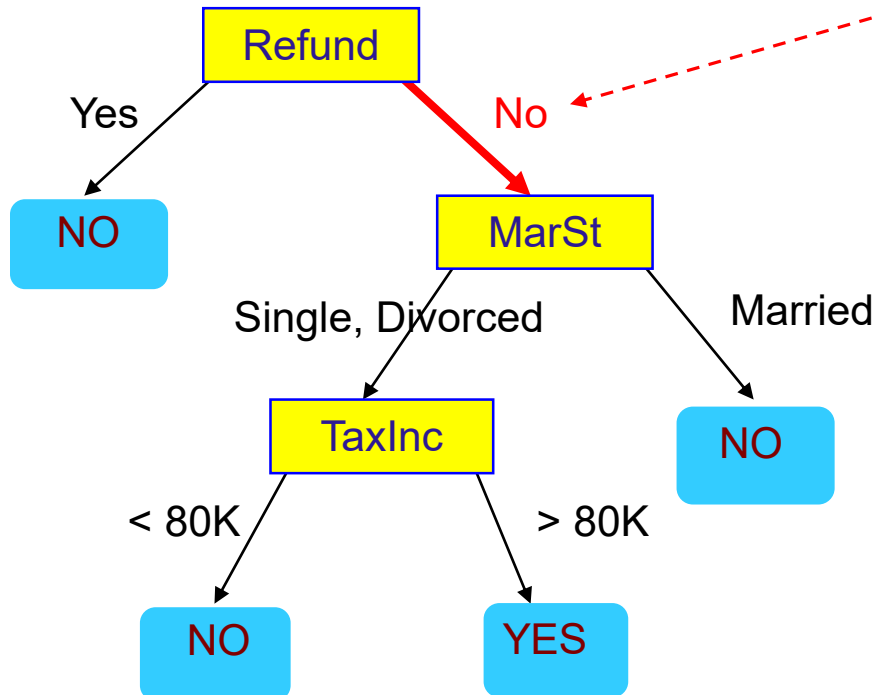 Refund
Yes
No
NO
MarSt
Single, Divorced
Married
TaxInc
NO
< 80K
> 80K
NO
YES